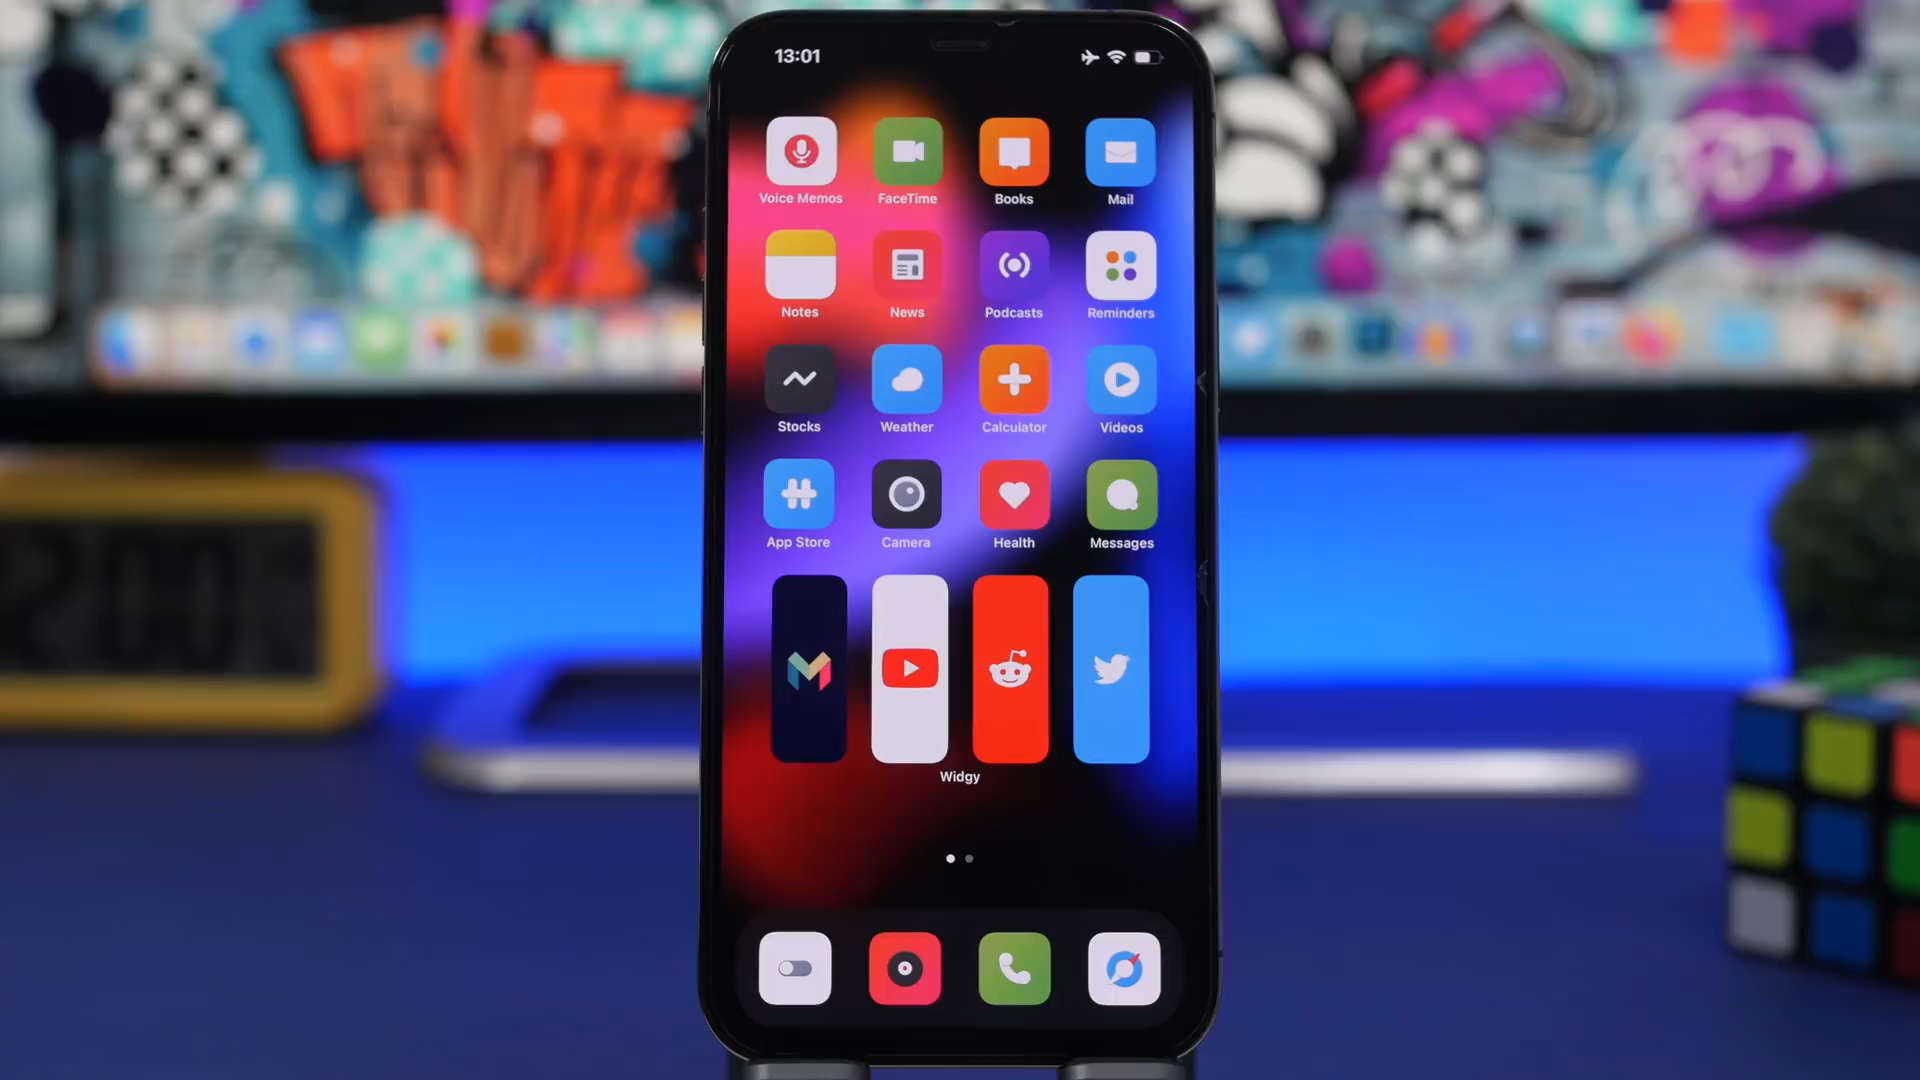 13:01
Voice Memos FaceTime Books Mail
Notes News Podcasts Reminders
Stocks Weather Calculator Videos
App Store Camera Health Messages
Widgy